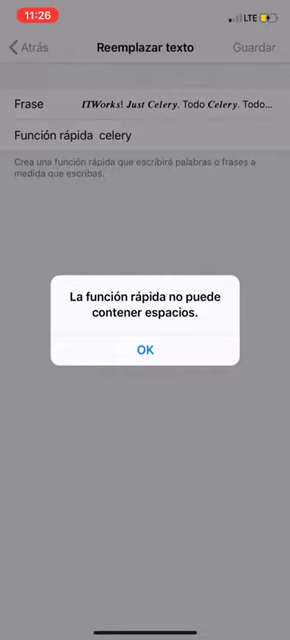 11:26
LTE
Atrás
Reemplazar texto
Guardar
Frase ITWorks! Just Celery. Todo Celery. Todo...
Función rápida celery
Crea una función rápida que escribirá palabras o frases a
medida que escribas.
La función rápida no puede
contener espacios.
OK